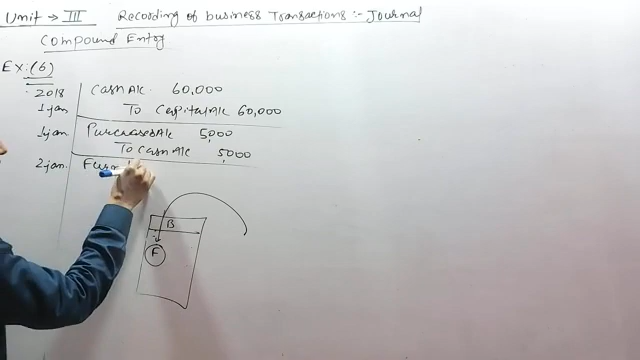 Unit → III Recording of business Transactions :- Journal
Compound Entry
Ex: (6)
2018 Cash A/c 60,000
1 Jan To Capital A/c 60,000
1 Jan Purchases A/c 5,000
To Cash A/c 5,000
2 Jan. Furn
B
F